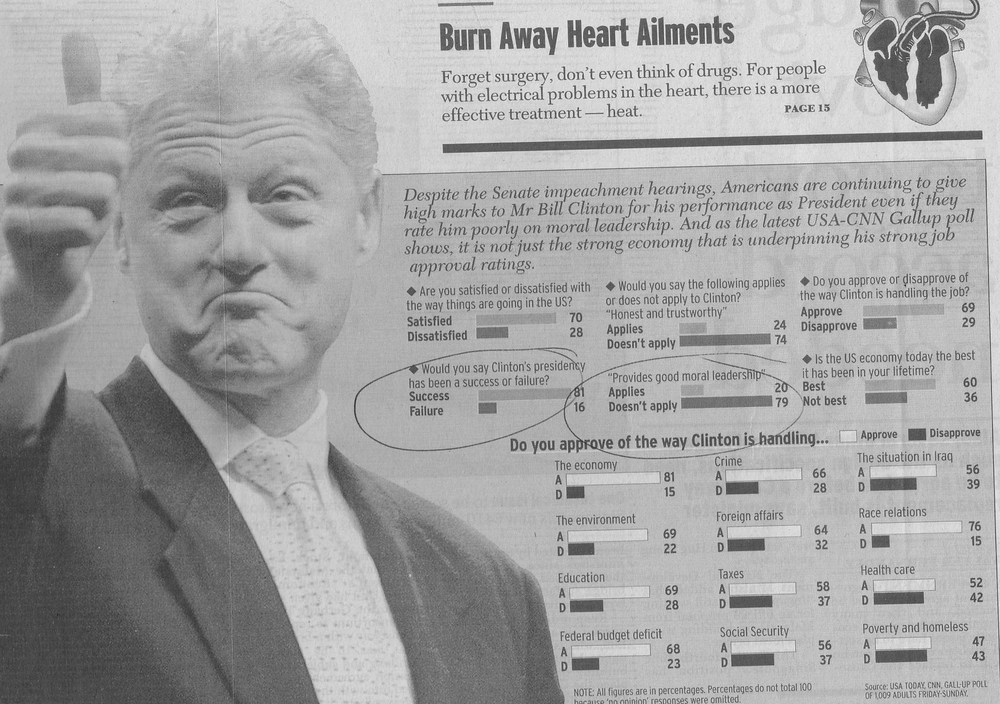 Burn Away Heart Ailments
Forget surgery, don't even think of drugs. For people
with electrical problems in the heart, there is a more
effective treatment — heat.
PAGE 15
Despite the Senate impeachment hearings, Americans are continuing to give
high marks to Mr Bill Clinton for his performance as President even if they
rate him poorly on moral leadership. And as the latest USA-CNN Gallup poll
shows, it is not just the strong economy that is underpinning his strong job
approval ratings.
◆ Are you satisfied or dissatisfied with
the way things are going in the US?
Satisfied 70
Dissatisfied 28
◆ Would you say Clinton's presidency
has been a success or failure?
Success 81
Failure 16
◆ Would you say the following applies
or does not apply to Clinton?
"Honest and trustworthy"
Applies 24
Doesn't apply 74
"Provides good moral leadership"
Applies 20
Doesn't apply 79
◆ Do you approve or disapprove of
the way Clinton is handling the job?
Approve 69
Disapprove 29
◆ Is the US economy today the best
it has been in your lifetime?
Best 60
Not best 36
Do you approve of the way Clinton is handling... Approve Disapprove
The economy
A 81
D 15
Crime
A 66
D 28
The situation in Iraq
A 56
D 39
The environment
A 69
D 22
Foreign affairs
A 64
D 32
Race relations
A 76
D 15
Education
A 69
D 28
Taxes
A 58
D 37
Health care
A 52
D 42
Federal budget deficit
A 68
D 23
Social Security
A 56
D 37
Poverty and homeless
A 47
D 43
NOTE: All figures are in percentages. Percentages do not total 100
because 'no opinion' responses were omitted.
Source: USA TODAY, CNN, GALL-UP POLL
OF 1,009 ADULTS FRIDAY-SUNDAY.